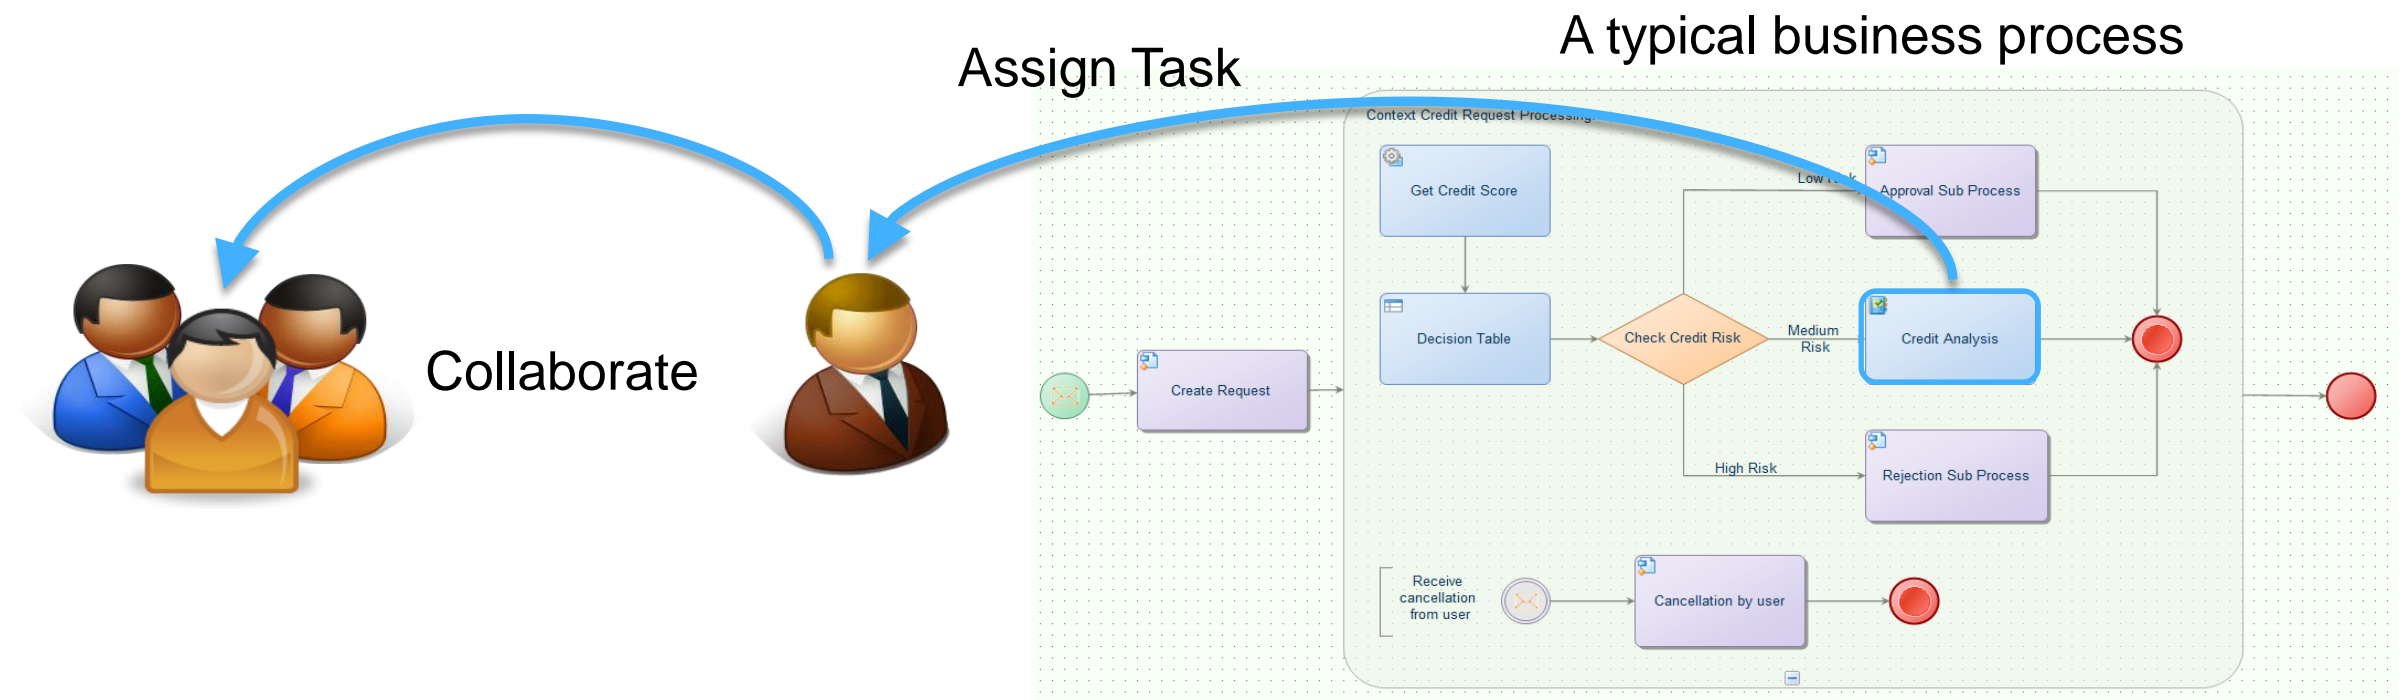 A typical business process
Assign Task
Collaborate
Context Credit Request Processing
Get Credit Score
Low Risk
Approval Sub Process
Decision Table
Check Credit Risk
Medium
Risk
Credit Analysis
Create Request
High Risk
Rejection Sub Process
Receive
cancellation
from user
Cancellation by user